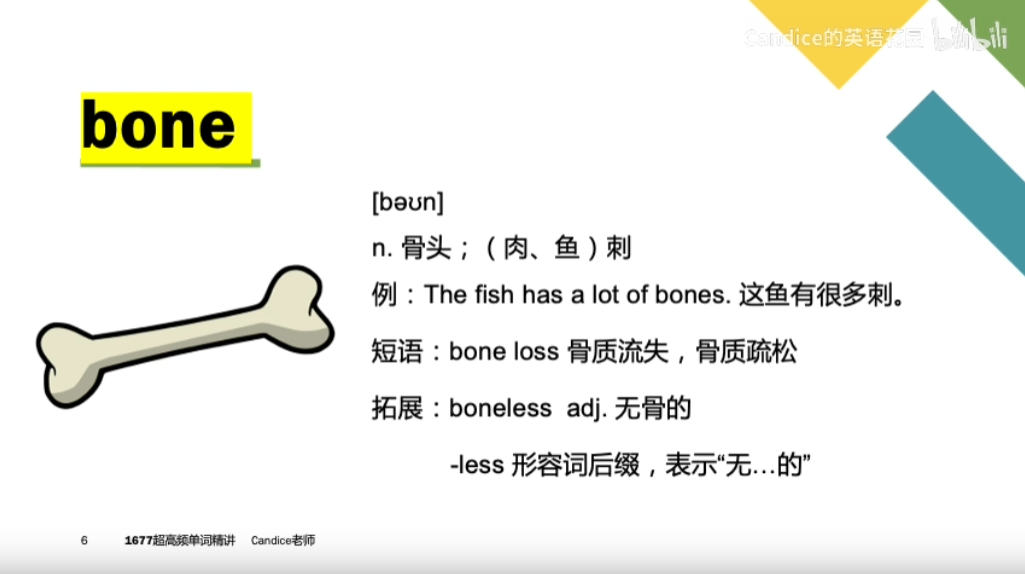 Candice的英语花园 bilibili
bone
[bəʊn]
n. 骨头；（肉、鱼）刺
例：The fish has a lot of bones. 这鱼有很多刺。
短语：bone loss 骨质流失，骨质疏松
拓展：boneless adj. 无骨的
-less 形容词后缀，表示“无…的”
6 1677超高频单词精讲 Candice老师